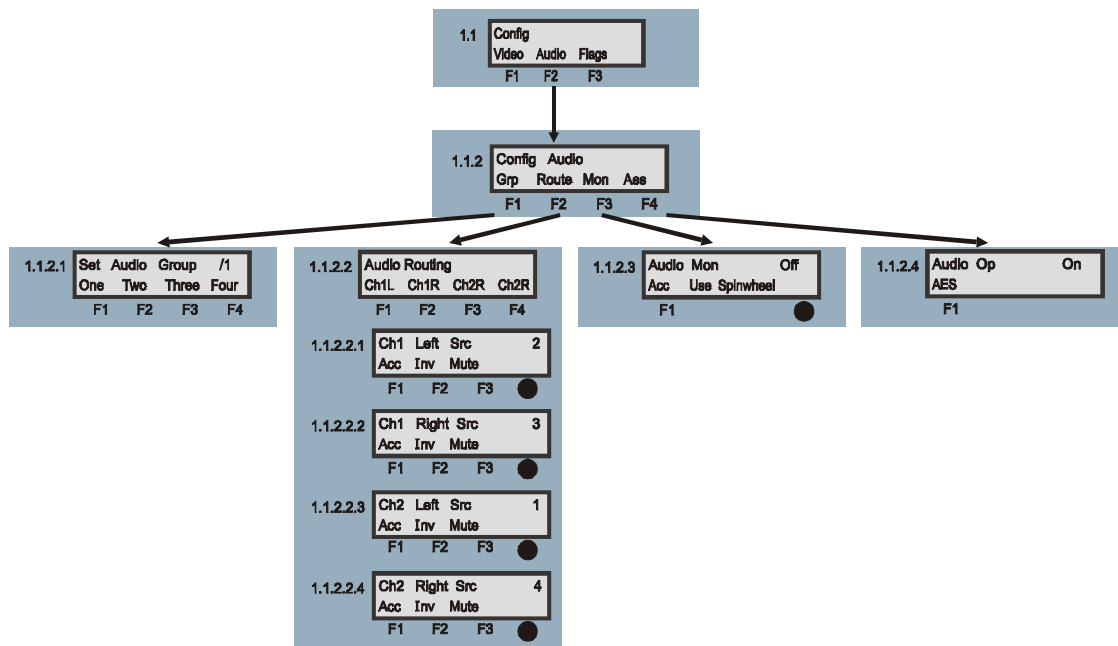 1.1 Config
Video Audio Flags
F1 F2 F3
1.1.2 Config Audio
Grp Route Mon Aes
F1 F2 F3 F4
1.1.2.1 Set Audio Group /1
One Two Three Four
F1 F2 F3 F4
1.1.2.2 Audio Routing
Ch1L Ch1R Ch2R Ch2R
F1 F2 F3 F4
1.1.2.2.1 Ch1 Left Src 2
Acc Inv Mute
F1 F2 F3
1.1.2.2.2 Ch1 Right Src 3
Acc Inv Mute
F1 F2 F3
1.1.2.2.3 Ch2 Left Src 1
Acc Inv Mute
F1 F2 F3
1.1.2.2.4 Ch2 Right Src 4
Acc Inv Mute
F1 F2 F3
1.1.2.3 Audio Mon Off
Acc Use Spinwheel
F1
1.1.2.4 Audio Op On
AES
F1